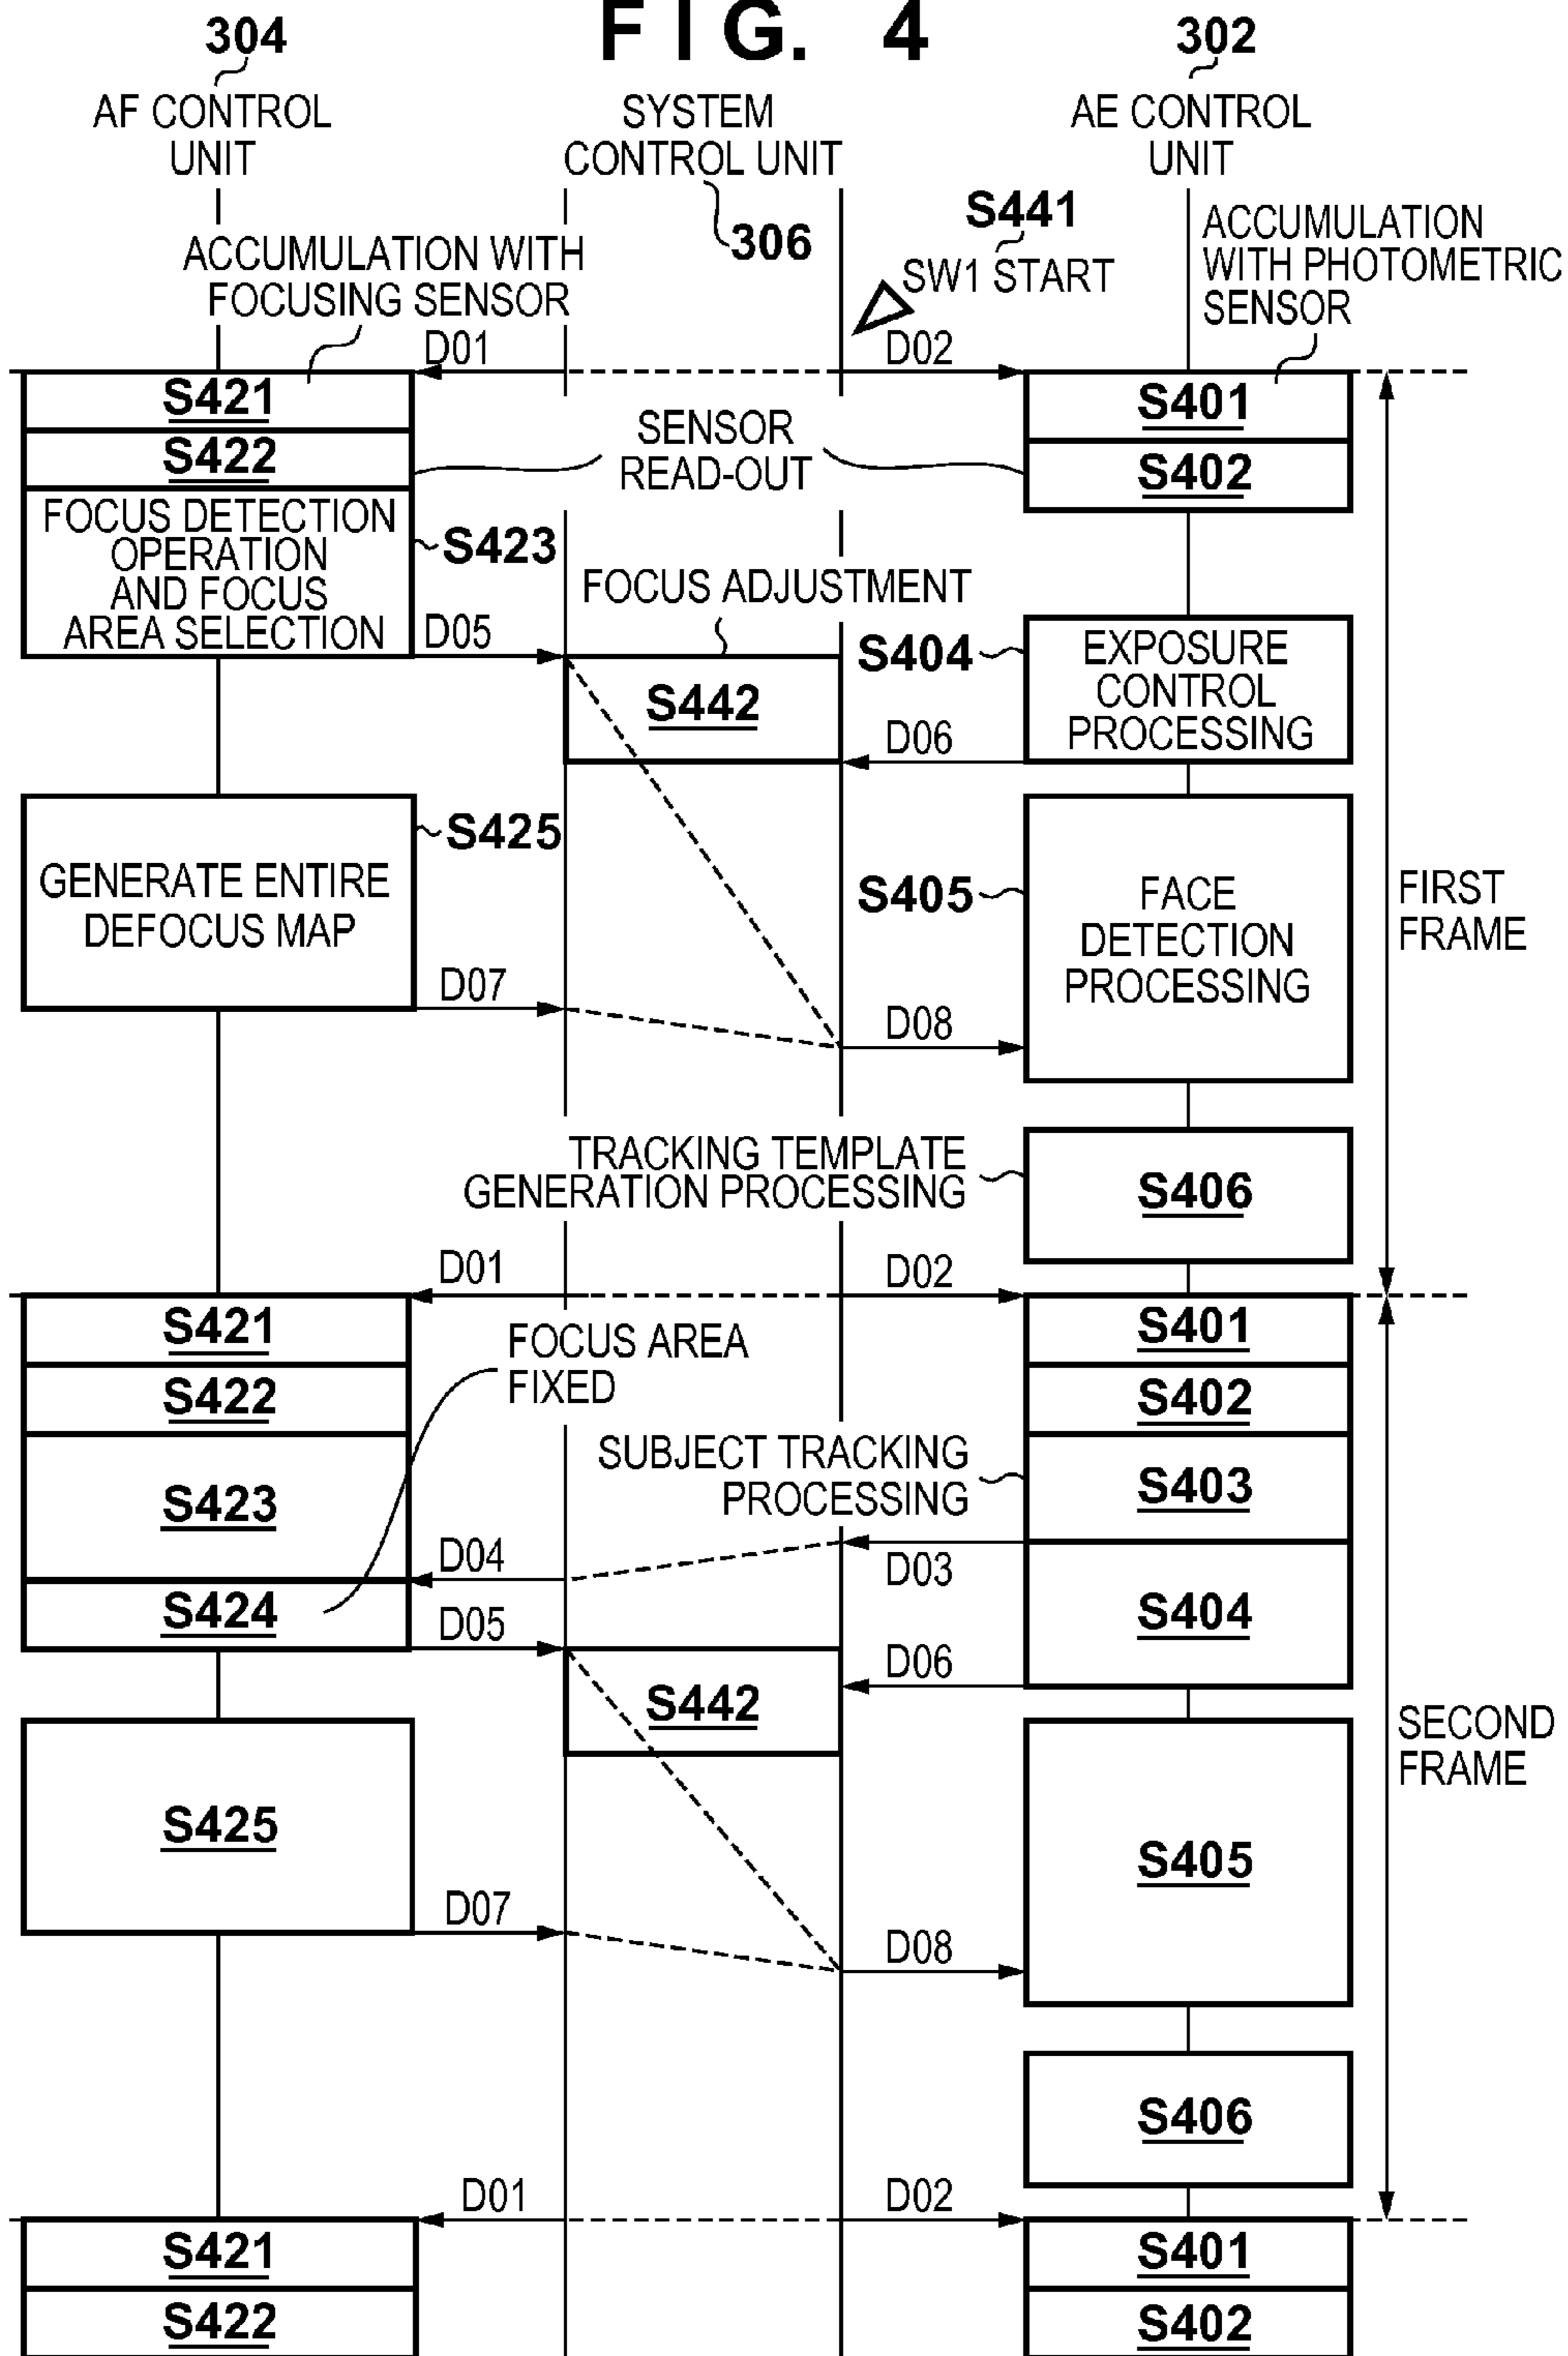 FIG. 4
304
302
AF CONTROL
UNIT
SYSTEM
CONTROL UNIT
306
AE CONTROL
UNIT
S441
SW1 START
ACCUMULATION WITH
FOCUSING SENSOR
ACCUMULATION
WITH PHOTOMETRIC
SENSOR
D01
D02
S421
S401
S422
SENSOR
READ-OUT
S402
FOCUS DETECTION
OPERATION
AND FOCUS
AREA SELECTION
S423
FOCUS ADJUSTMENT
D05
S404
EXPOSURE
CONTROL
PROCESSING
S442
D06
S425
GENERATE ENTIRE
DEFOCUS MAP
S405
FACE
DETECTION
PROCESSING
FIRST
FRAME
D07
D08
TRACKING TEMPLATE
GENERATION PROCESSING
S406
D01
D02
S421
S401
FOCUS AREA
FIXED
S422
S402
SUBJECT TRACKING
PROCESSING
S423
S403
D04
D03
S424
S404
D05
D06
S442
SECOND
FRAME
S425
S405
D07
D08
S406
D01
D02
S421
S401
S422
S402